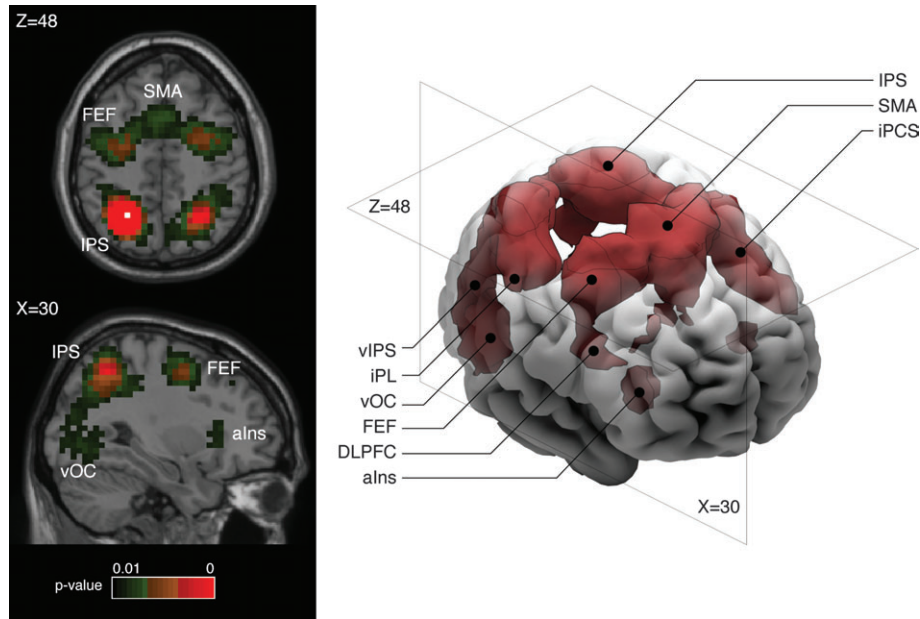 Z=48
SMA
FEF
IPS
X=30
IPS
FEF
aIns
vOC
0.01 0
p-value
IPS
SMA
iPCS
Z=48
vIPS
iPL
vOC
FEF
DLPFC
aIns
X=30